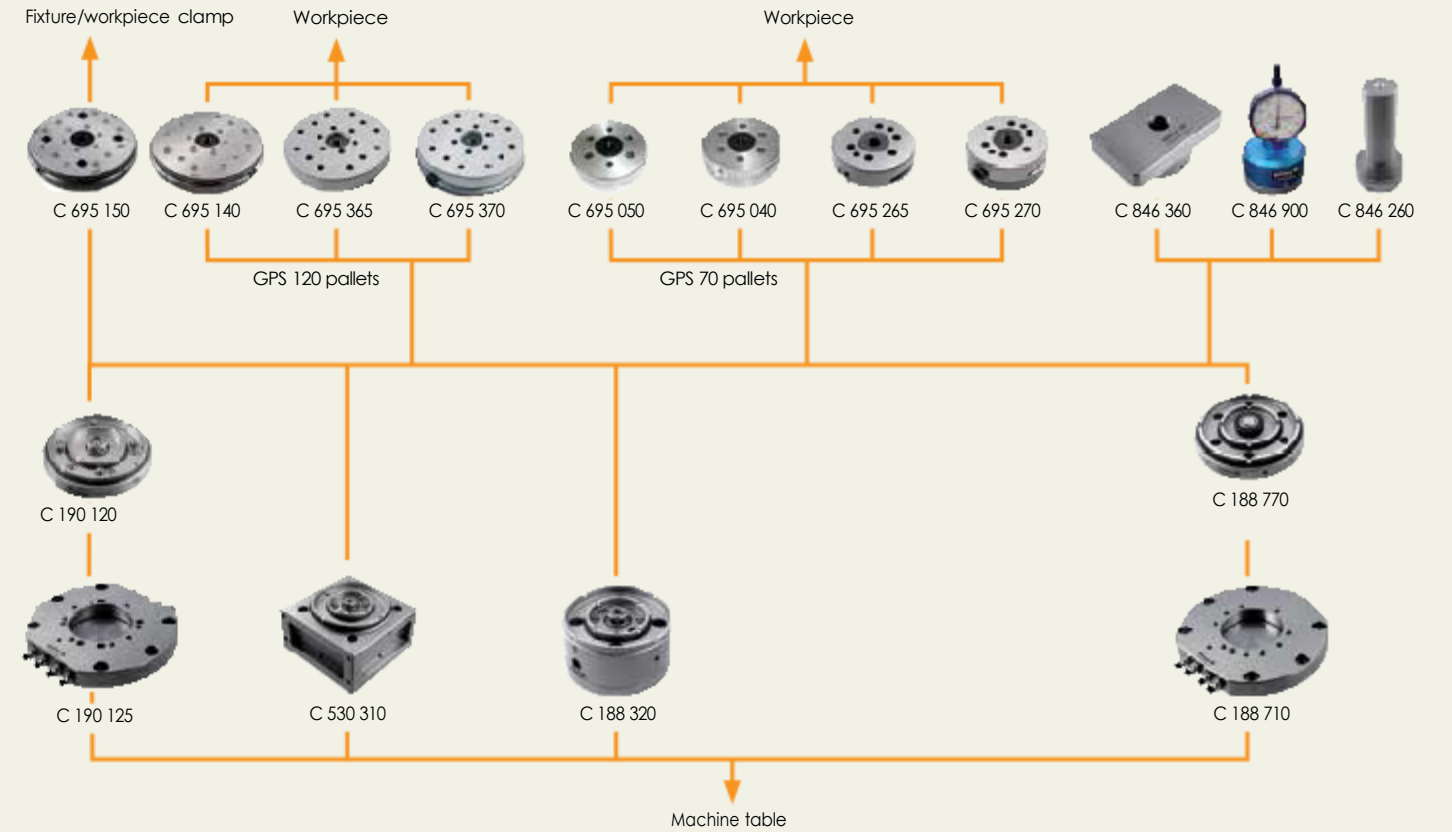 Fixture/workpiece clamp
Workpiece
Workpiece
C 695 150
C 695 140
C 695 365
C 695 370
C 695 050
C 695 040
C 695 265
C 695 270
C 846 360
C 846 900
C 846 260
GPS 120 pallets
GPS 70 pallets
C 190 120
C 188 770
C 190 125
C 530 310
C 188 320
C 188 710
Machine table